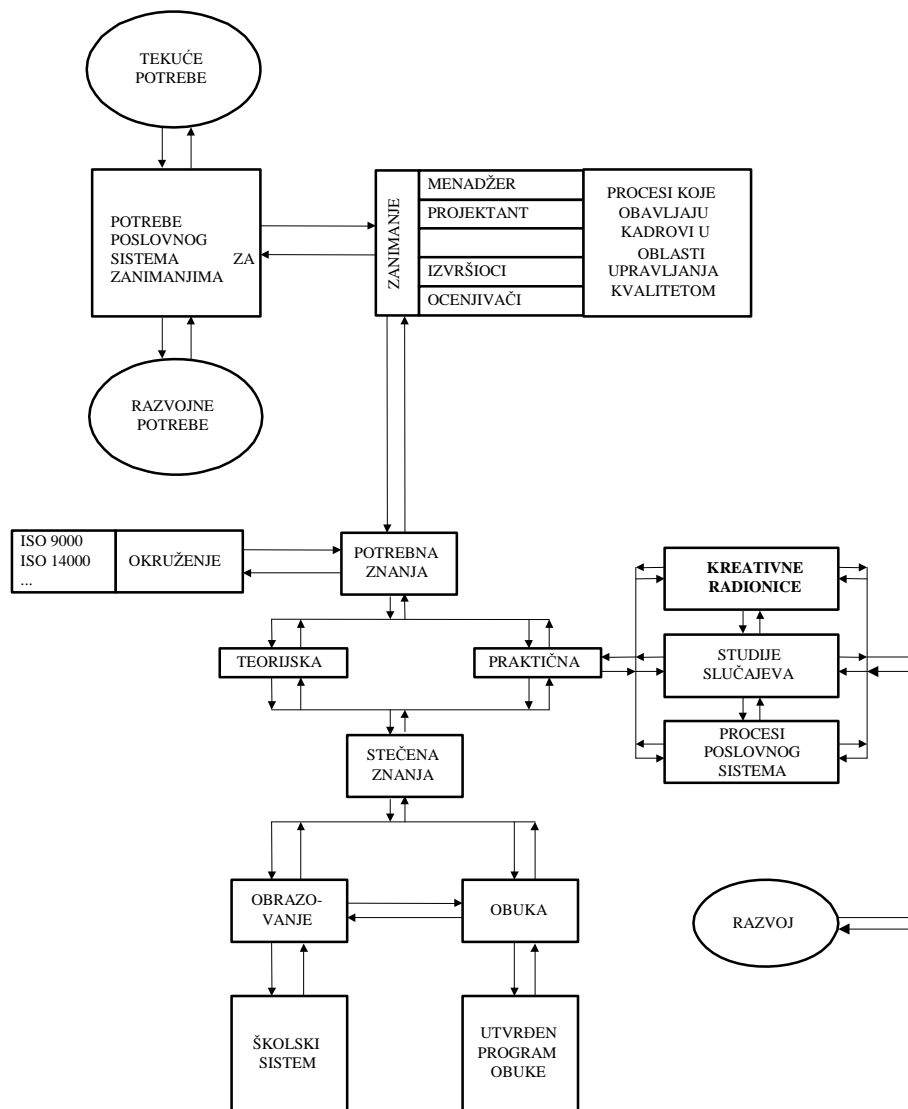 TEKUĆE
POTREBE
POTREBE
POSLOVNOG
SISTEMA ZA
ZANIMANJIMA
RAZVOJNE
POTREBE
ZANIMANJE
MENADŽER
PROJEKTANT
IZVRŠIOCI
OCENJIVAČI
PROCESI KOJE
OBAVLJAJU
KADROVI U
OBLASTI
UPRAVLJANJA
KVALITETOM
ISO 9000
ISO 14000
...
OKRUŽENJE
POTREBNA
ZNANJA
TEORIJSKA
PRAKTIČNA
KREATIVNE
RADIONICE
STUDIJE
SLUČAJEVA
PROCESI
POSLOVNOG
SISTEMA
STEČENA
ZNANJA
OBRAZO-
VANJE
OBUKA
RAZVOJ
ŠKOLSKI
SISTEM
UTVRĐEN
PROGRAM
OBUKE